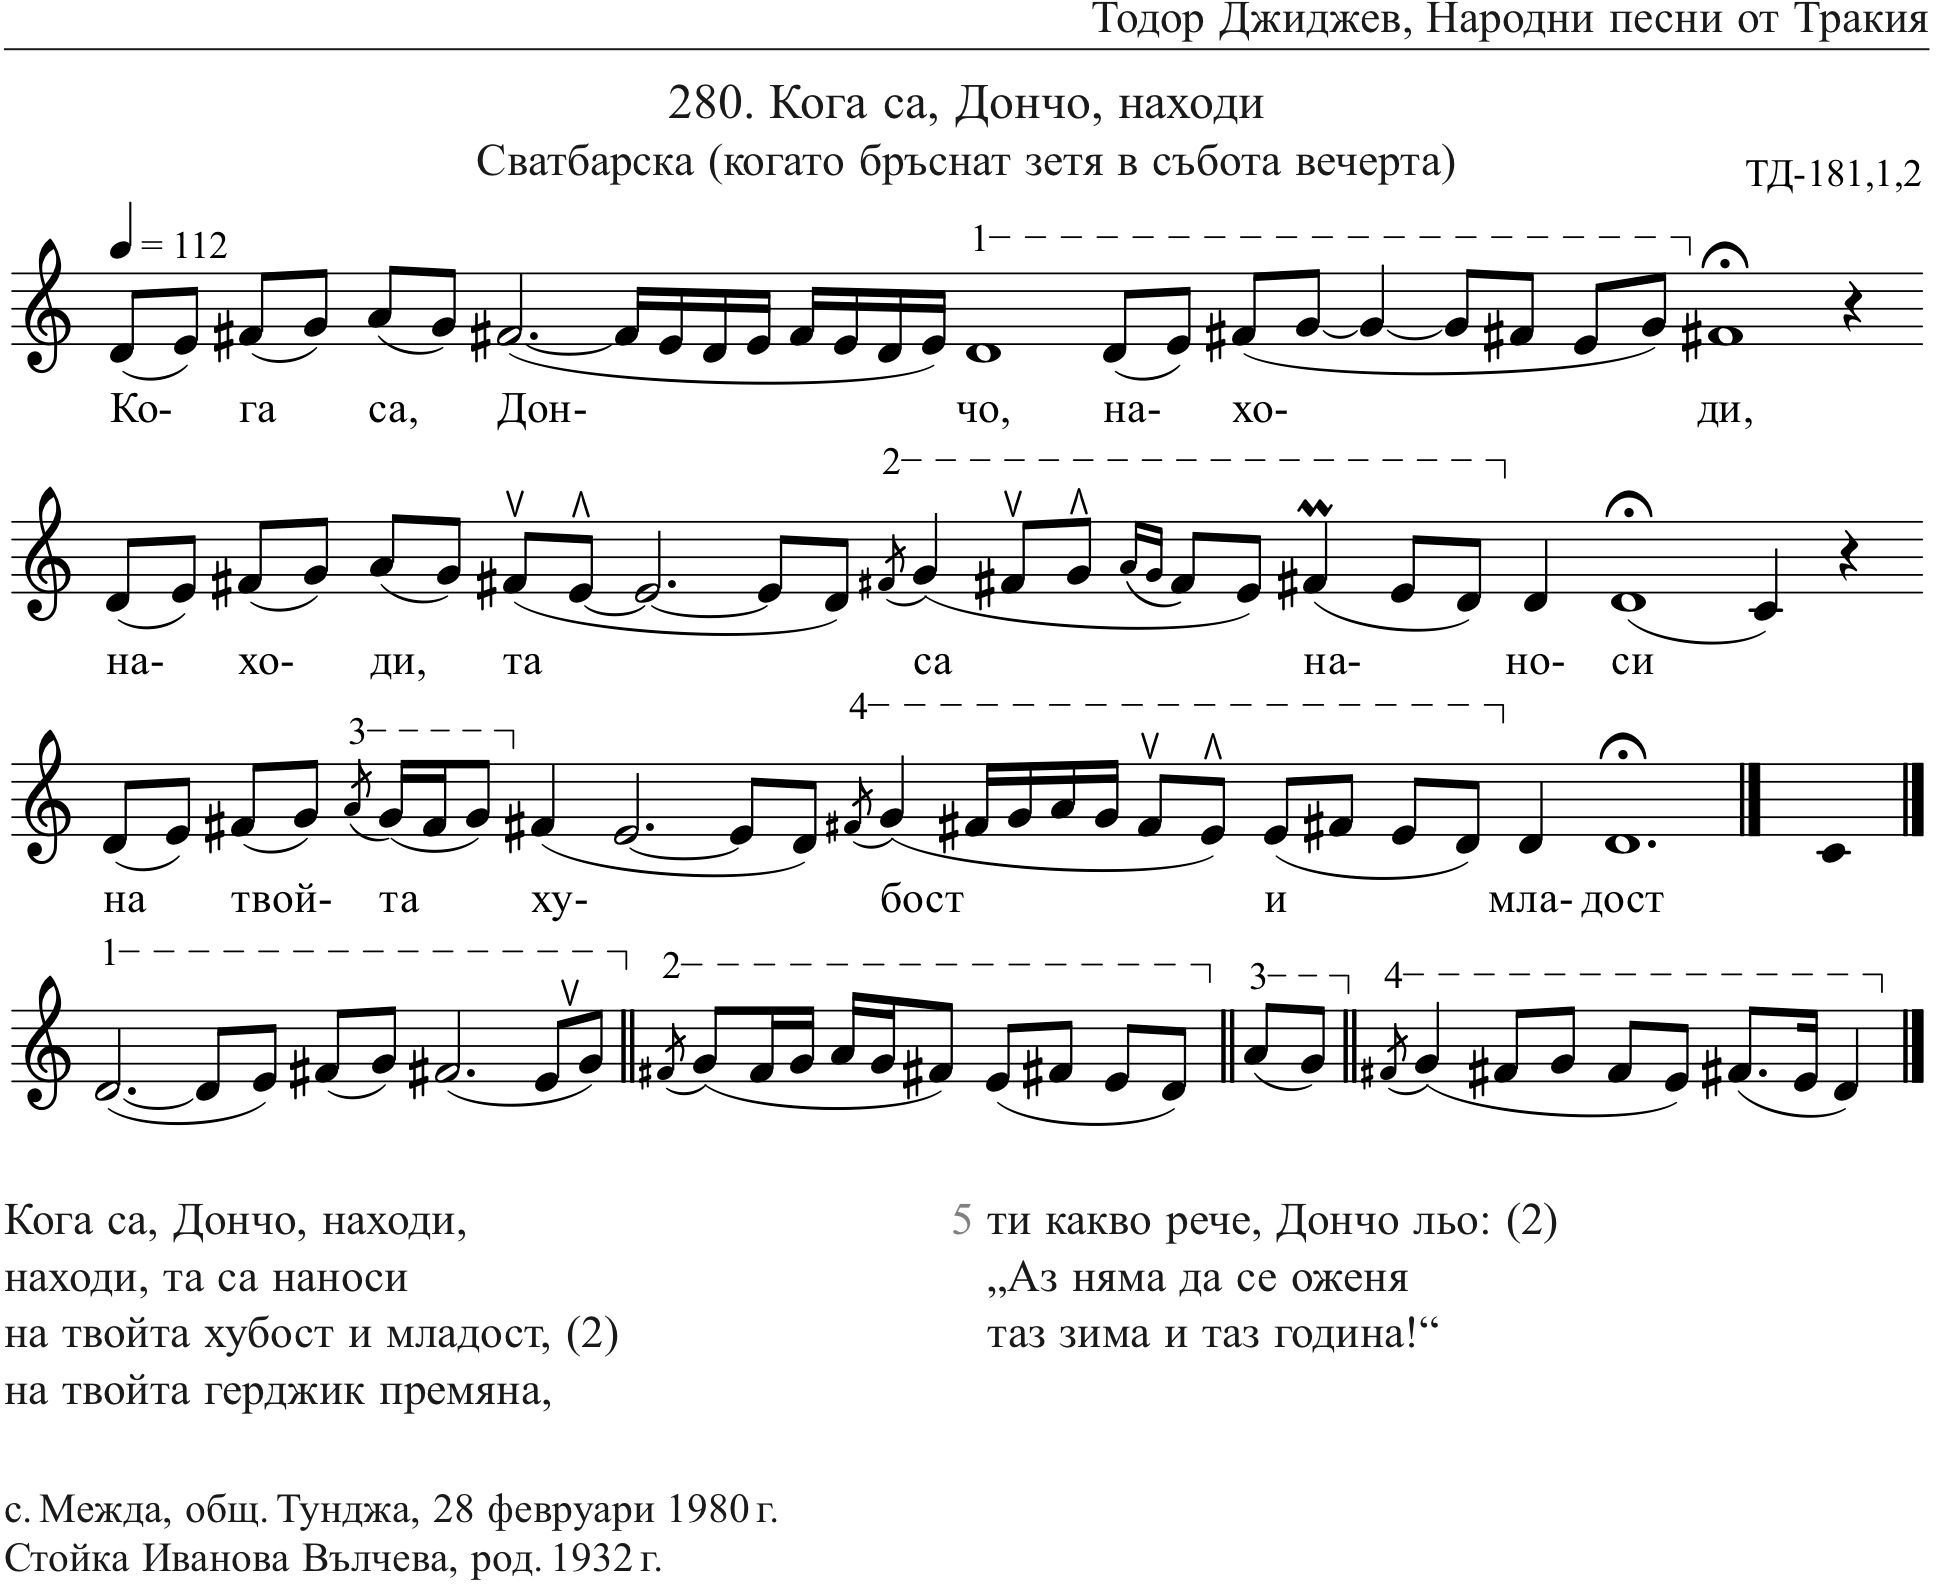 Тодор Джиджев, Народни песни от Тракия
280. Кога са, Дончо, находи
Сватбарска (когато бръснат зетя в събота вечерта)
ТД-181,1,2
= 112
1
Ко- га са, Дон- чо, на- хо- ди,
2
на- хо- ди, та са на- но- си
3 4
на твой- та ху- бост и мла- дост
1 2 3 4
Кога са, Дончо, находи,
находи, та са наноси
на твойта хубост и младост, (2)
на твойта герджик премяна,
5 ти какво рече, Дончо льо: (2)
„Аз няма да се оженя
таз зима и таз година!“
с. Межда, общ. Тунджа, 28 февруари 1980 г.
Стойка Иванова Вълчева, род. 1932 г.